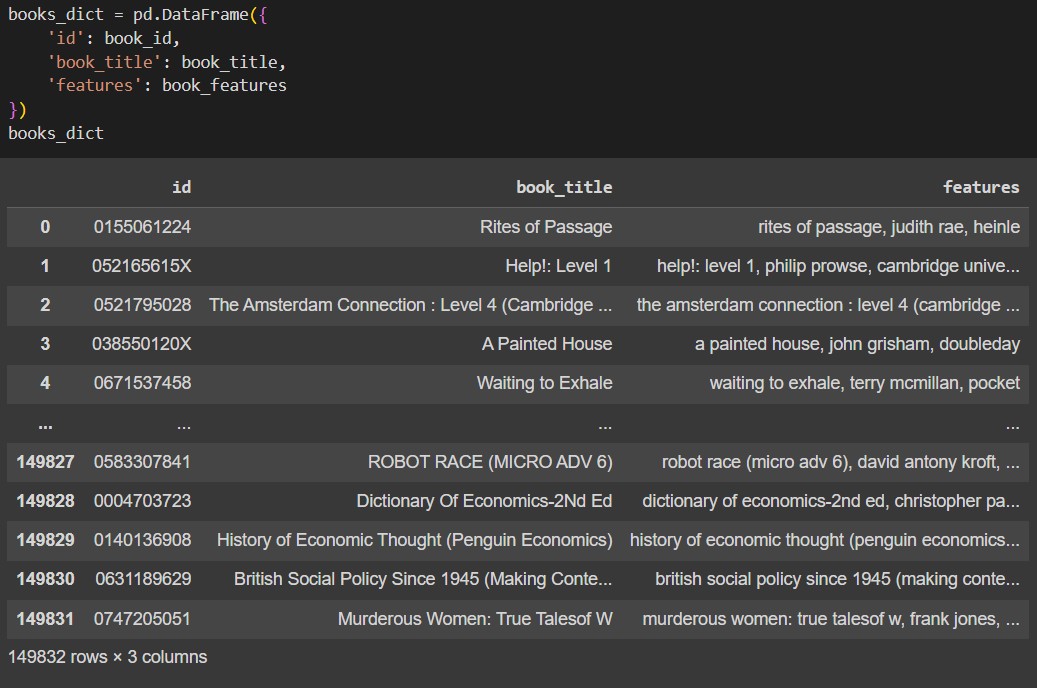 books_dict = pd.DataFrame({
    'id': book_id,
    'book_title': book_title,
    'features': book_features
})
books_dict
id book_title features
0 0155061224 Rites of Passage rites of passage, judith rae, heinle
1 052165615X Help!: Level 1 help!: level 1, philip prowse, cambridge unive...
2 0521795028 The Amsterdam Connection : Level 4 (Cambridge ... the amsterdam connection : level 4 (cambridge ...
3 038550120X A Painted House a painted house, john grisham, doubleday
4 0671537458 Waiting to Exhale waiting to exhale, terry mcmillan, pocket
... ... ... ...
149827 0583307841 ROBOT RACE (MICRO ADV 6) robot race (micro adv 6), david antony kroft, ...
149828 0004703723 Dictionary Of Economics-2Nd Ed dictionary of economics-2nd ed, christopher pa...
149829 0140136908 History of Economic Thought (Penguin Economics) history of economic thought (penguin economics...
149830 0631189629 British Social Policy Since 1945 (Making Conte... british social policy since 1945 (making conte...
149831 0747205051 Murderous Women: True Talesof W murderous women: true talesof w, frank jones, ...
149832 rows × 3 columns